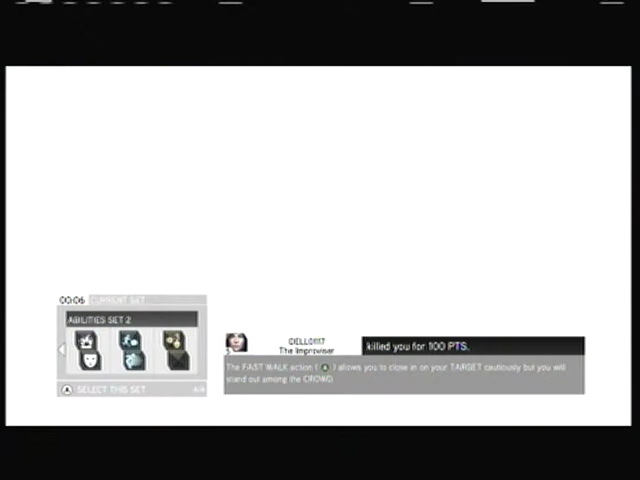 00:06 CURRENT SET
ABILITIES SET 2
SELECT THIS SET
The Improviser
killed you for 100 PTS.
The FAST WALK action ( A ) allows you to close in on your TARGET cautiously but you will
stand out among the CROWD.